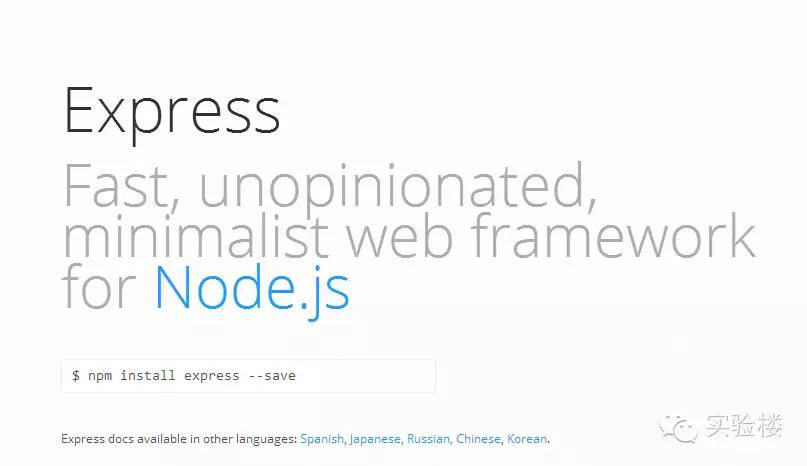 Express
Fast, unopinionated,
minimalist web framework
for Node.js
$ npm install express --save
Express docs available in other languages: Spanish, Japanese, Russian, Chinese, Korean.
实验楼